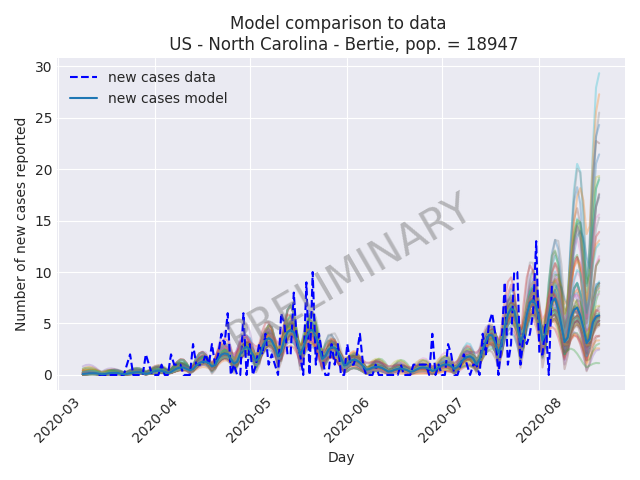 Model comparison to data
US - North Carolina - Bertie, pop. = 18947
Number of new cases reported
30
25
20
15
10
5
0
new cases data
new cases model
PRELIMINARY
2020-03
2020-04
2020-05
2020-06
2020-07
2020-08
Day